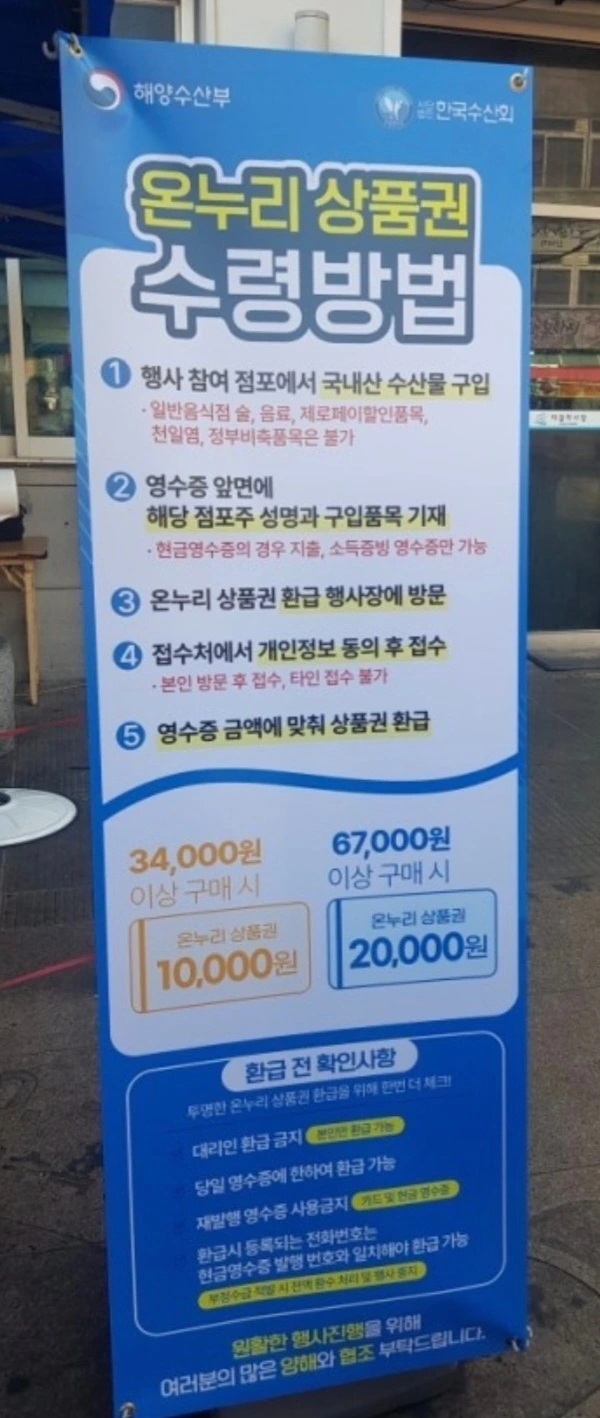 해양수산부
한국수산회
온누리 상품권
수령방법
1 행사 참여 점포에서 국내산 수산물 구입
· 일반음식점 술, 음료, 제로페이할인품목,
천일염, 정부비축품목은 불가
2 영수증 앞면에
해당 점포주 성명과 구입품목 기재
· 현금영수증의 경우 지출, 소득증빙 영수증만 가능
3 온누리 상품권 환급 행사장에 방문
4 접수처에서 개인정보 동의 후 접수
· 본인 방문 후 접수, 타인 접수 불가
5 영수증 금액에 맞춰 상품권 환급
34,000원
이상 구매 시
온누리 상품권
10,000원
67,000원
이상 구매 시
온누리 상품권
20,000원
환급 전 확인사항
투명한 온누리 상품권 환급을 위해 한번 더 체크!
대리인 환급 금지 본인만 환급 가능
당일 영수증에 한하여 환급 가능
재발행 영수증 사용금지 카드 및 현금 영수증
환급시 등록되는 전화번호는
현금영수증 발행 번호와 일치해야 환급 가능
부정수급 적발 시 전액 환수 처리 및 행사 중지
원활한 행사진행을 위해
여러분의 많은 양해와 협조 부탁드립니다.